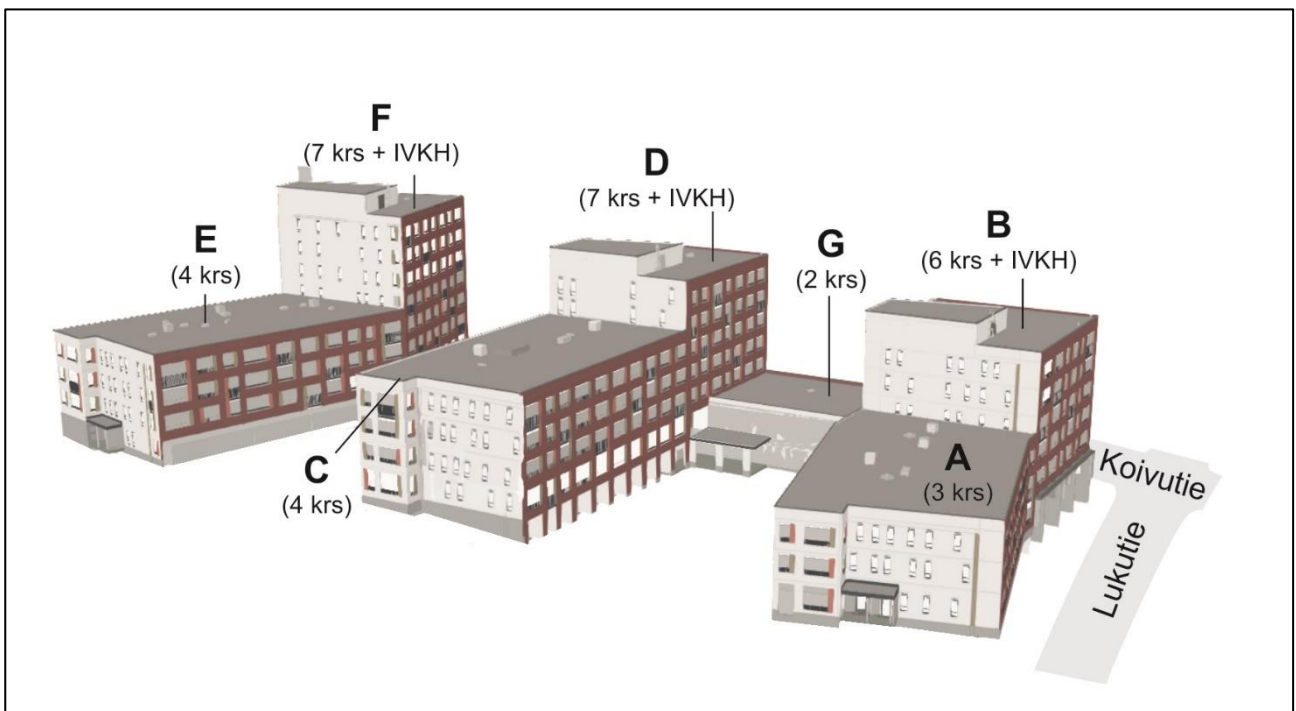 F
(7 krs + IVKH)
D
(7 krs + IVKH)
G
(2 krs)
B
(6 krs + IVKH)
E
(4 krs)
C
(4 krs)
A
(3 krs)
Koivutie
Lukutie